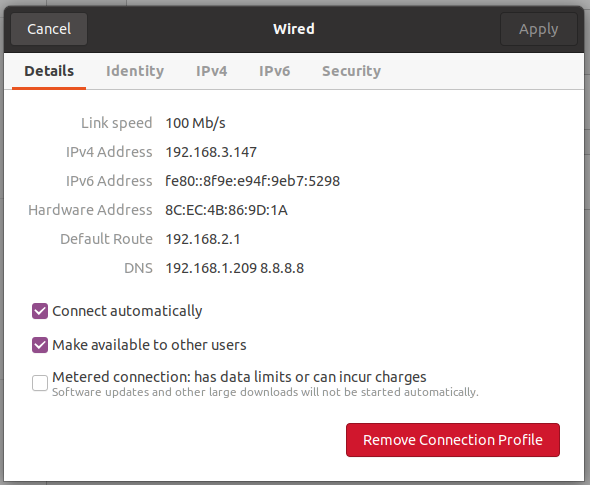 Cancel Wired Apply
Details Identity IPv4 IPv6 Security
Link speed 100 Mb/s
IPv4 Address 192.168.3.147
IPv6 Address fe80::8f9e:e94f:9eb7:5298
Hardware Address 8C:EC:4B:86:9D:1A
Default Route 192.168.2.1
DNS 192.168.1.209 8.8.8.8
Connect automatically
Make available to other users
Metered connection: has data limits or can incur charges
Software updates and other large downloads will not be started automatically.
Remove Connection Profile